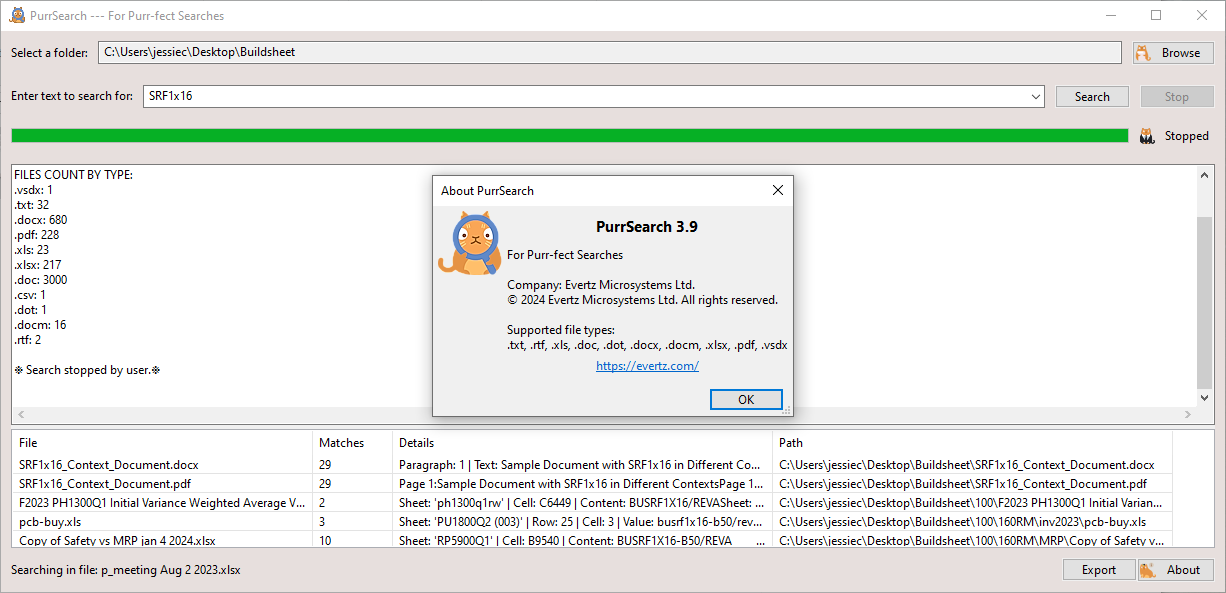 PurrSearch --- For Purr-fect Searches
Select a folder: C:\Users\jessiec\Desktop\Buildsheet Browse
Enter text to search for: SRF1x16 Search Stop
Stopped
FILES COUNT BY TYPE:
.vsdx: 1
.txt: 32
.docx: 680
.pdf: 228
.xls: 23
.xlsx: 217
.doc: 3000
.csv: 1
.dot: 1
.docm: 16
.rtf: 2
※ Search stopped by user.※
About PurrSearch
PurrSearch 3.9
For Purr-fect Searches
Company: Evertz Microsystems Ltd.
© 2024 Evertz Microsystems Ltd. All rights reserved.
Supported file types:
.txt, .rtf, .xls, .doc, .dot, .docx, .docm, .xlsx, .pdf, .vsdx
https://evertz.com/
OK
File Matches Details Path
SRF1x16_Context_Document.docx 29 Paragraph: 1 | Text: Sample Document with SRF1x16 in Different Co... C:\Users\jessiec\Desktop\Buildsheet\SRF1x16_Context_Document.docx
SRF1x16_Context_Document.pdf 29 Page 1:Sample Document with SRF1x16 in Different ContextsPage 1... C:\Users\jessiec\Desktop\Buildsheet\SRF1x16_Context_Document.pdf
F2023 PH1300Q1 Initial Variance Weighted Average V... 2 Sheet: 'ph1300q1rw' | Cell: C6449 | Content: BUSRF1X16/REVASheet: ... C:\Users\jessiec\Desktop\Buildsheet\100\F2023 PH1300Q1 Initial Varian...
pcb-buy.xls 3 Sheet: 'PU1800Q2 (003)' | Row: 25 | Cell: 3 | Value: busrf1x16-b50/rev... C:\Users\jessiec\Desktop\Buildsheet\100\160RM\inv2023\pcb-buy.xls
Copy of Safety vs MRP jan 4 2024.xlsx 10 Sheet: 'RP5900Q1' | Cell: B9540 | Content: BUSRF1X16-B50/REVA ... C:\Users\jessiec\Desktop\Buildsheet\100\160RM\MRP\Copy of Safety v...
Searching in file: p_meeting Aug 2 2023.xlsx Export About